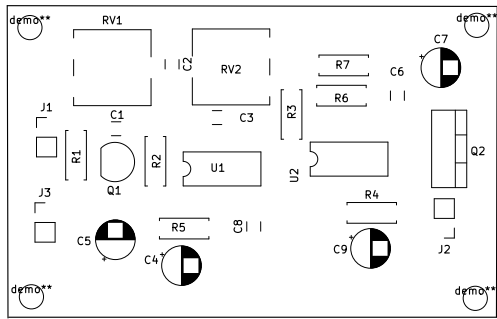 demo**
RV1
demo**
C7
C2
RV2
R7
C6
R6
J1
C1
C3
R3
R1
R2
U1
U2
Q2
Q1
J3
R4
R5
C8
C5
C4
C9
J2
demo**
demo**